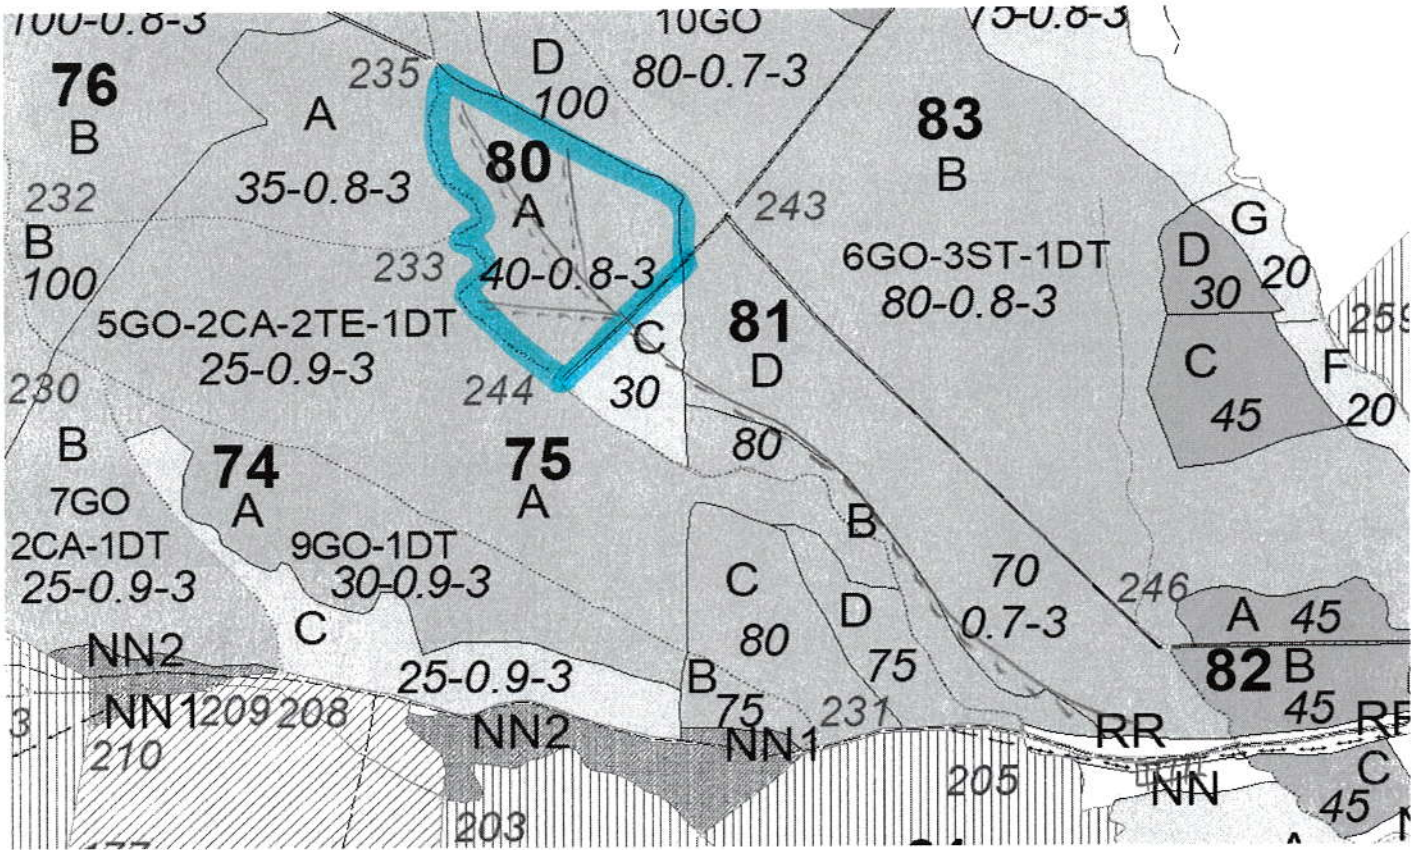 100-0.8-3
10GO
75-0.8-3
76
B
235
A
D
100
80-0.7-3
83
B
80
A
35-0.8-3
232
243
G
B
100
233
40-0.8-3
6GO-3ST-1DT
80-0.8-3
D
30
20
5GO-2CA-2TE-1DT
25-0.9-3
81
D
C
30
259
230
244
C
45
F
20
B
7GO
2CA-1DT
25-0.9-3
74
A
75
A
80
9GO-1DT
30-0.9-3
B
C
80
D
75
70
0.7-3
246
A 45
NN2
C
25-0.9-3
B
75
82
B
45
3
NN1
209
208
210
NN2
NN1
231
RR
205
NN
C
45
203